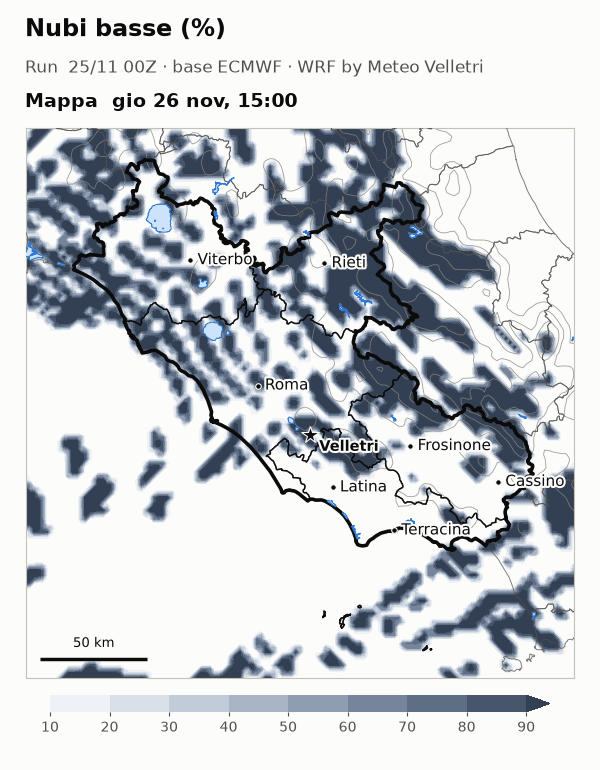 Nubi basse (%)
Run  25/11 00Z · base ECMWF · WRF by Meteo Velletri
Mappa  gio 26 nov, 15:00
Viterbo
Rieti
Roma
Velletri
Frosinone
Cassino
Latina
Terracina
50 km
10 20 30 40 50 60 70 80 90